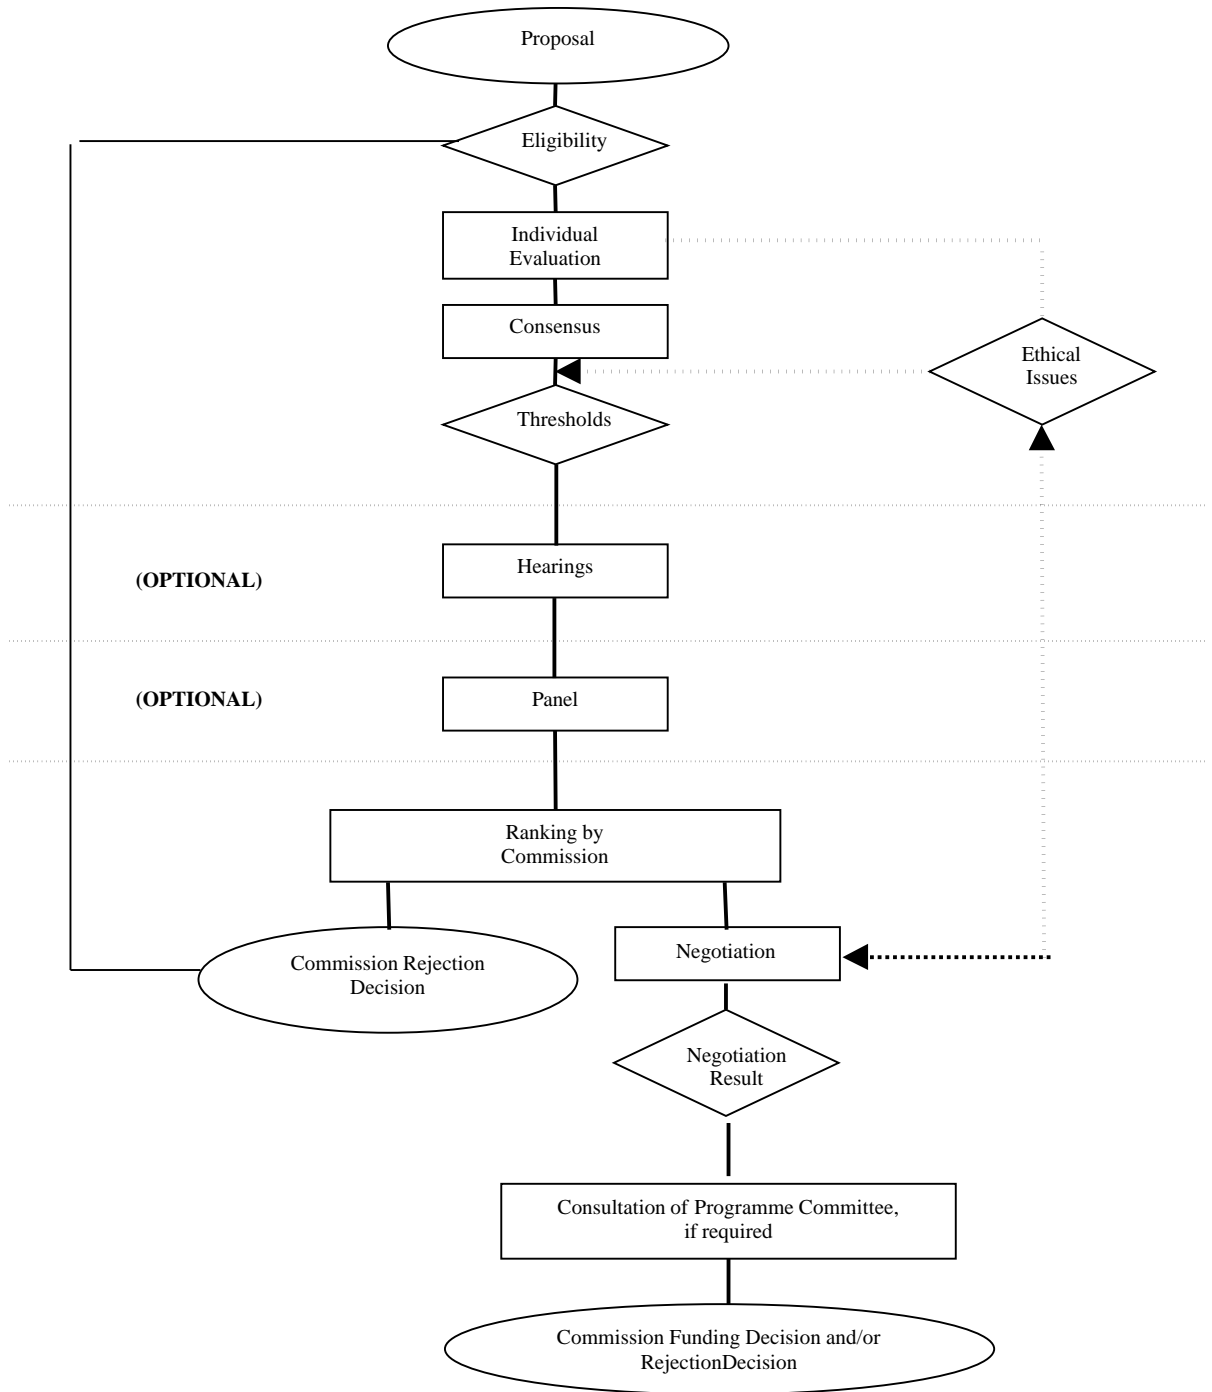 Proposal
Eligibility
Individual
Evaluation
Consensus
Ethical
Issues
Thresholds
Hearings
(OPTIONAL)
(OPTIONAL)
Panel
Ranking by
Commission
Commission Rejection
Decision
Negotiation
Negotiation
Result
Consultation of Programme Committee,
if required
Commission Funding Decision and/or
RejectionDecision